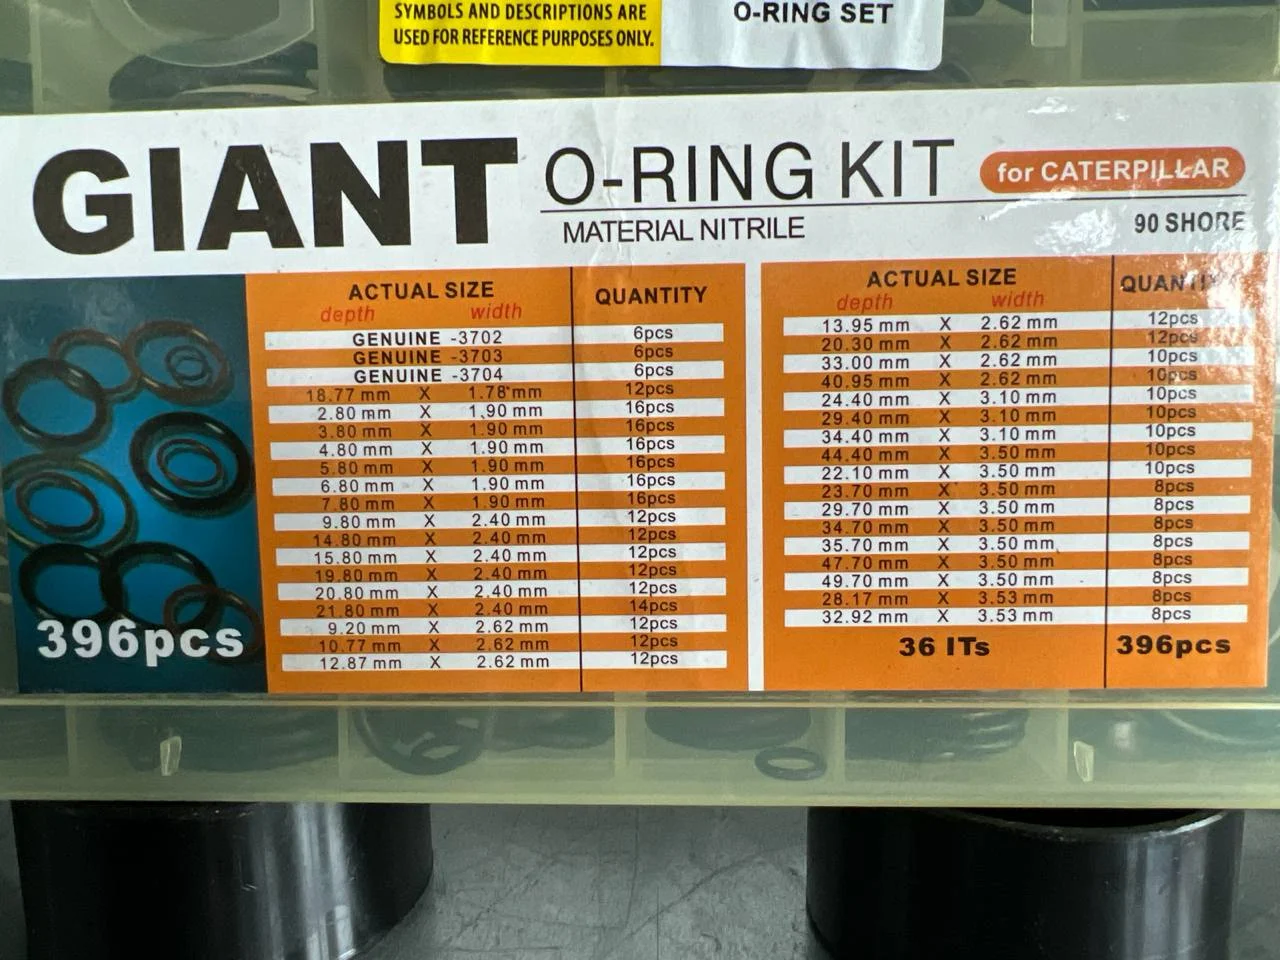 SYMBOLS AND DESCRIPTIONS ARE
USED FOR REFERENCE PURPOSES ONLY.
O-RING SET
GIANT O-RING KIT for CATERPILLAR
MATERIAL NITRILE 90 SHORE
ACTUAL SIZE QUANTITY
depth width
GENUINE -3702 6pcs
GENUINE -3703 6pcs
GENUINE -3704 6pcs
18.77 mm X 1.78 mm 12pcs
2.80 mm X 1.90 mm 16pcs
3.80 mm X 1.90 mm 16pcs
4.80 mm X 1.90 mm 16pcs
5.80 mm X 1.90 mm 16pcs
6.80 mm X 1.90 mm 16pcs
7.80 mm X 1.90 mm 16pcs
9.80 mm X 2.40 mm 12pcs
14.80 mm X 2.40 mm 12pcs
15.80 mm X 2.40 mm 12pcs
19.80 mm X 2.40 mm 12pcs
20.80 mm X 2.40 mm 12pcs
21.80 mm X 2.40 mm 14pcs
9.20 mm X 2.62 mm 12pcs
10.77 mm X 2.62 mm 12pcs
12.87 mm X 2.62 mm 12pcs
ACTUAL SIZE QUANTITY
depth width
13.95 mm X 2.62 mm 12pcs
20.30 mm X 2.62 mm 12pcs
33.00 mm X 2.62 mm 10pcs
40.95 mm X 2.62 mm 10pcs
24.40 mm X 3.10 mm 10pcs
29.40 mm X 3.10 mm 10pcs
34.40 mm X 3.10 mm 10pcs
44.40 mm X 3.50 mm 10pcs
22.10 mm X 3.50 mm 10pcs
23.70 mm X 3.50 mm 8pcs
29.70 mm X 3.50 mm 8pcs
34.70 mm X 3.50 mm 8pcs
35.70 mm X 3.50 mm 8pcs
47.70 mm X 3.50 mm 8pcs
49.70 mm X 3.50 mm 8pcs
28.17 mm X 3.53 mm 8pcs
32.92 mm X 3.53 mm 8pcs
36 ITs 396pcs
396pcs